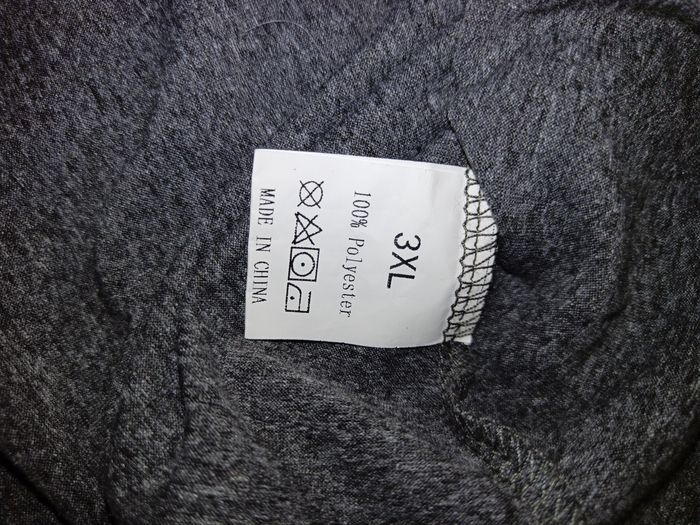 3XL
100% Polyester
MADE IN CHINA